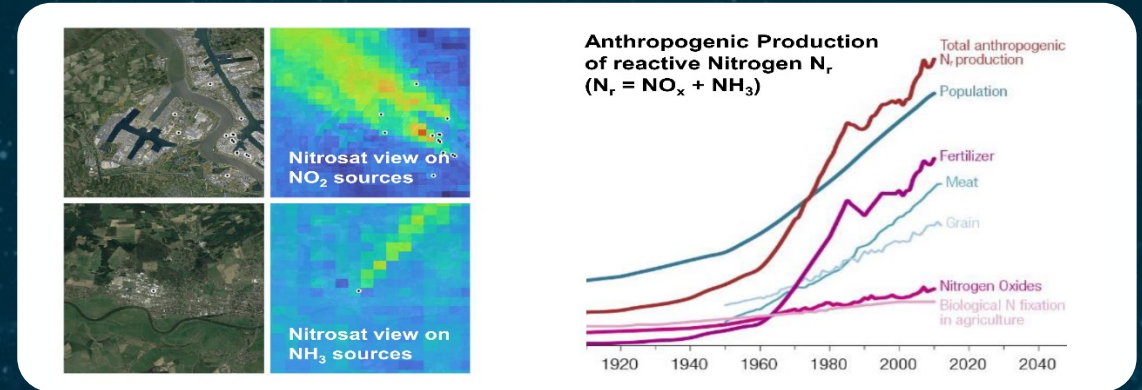 Nitrosat view on
NO₂ sources
Nitrosat view on
NH₃ sources
Anthropogenic Production
of reactive Nitrogen Nᵣ
(Nᵣ = NOₓ + NH₃)
Total anthropogenic
Nᵣ production
Population
Fertilizer
Meat
Grain
Nitrogen Oxides
Biological N fixation
in agriculture
1920 1940 1960 1980 2000 2020 2040